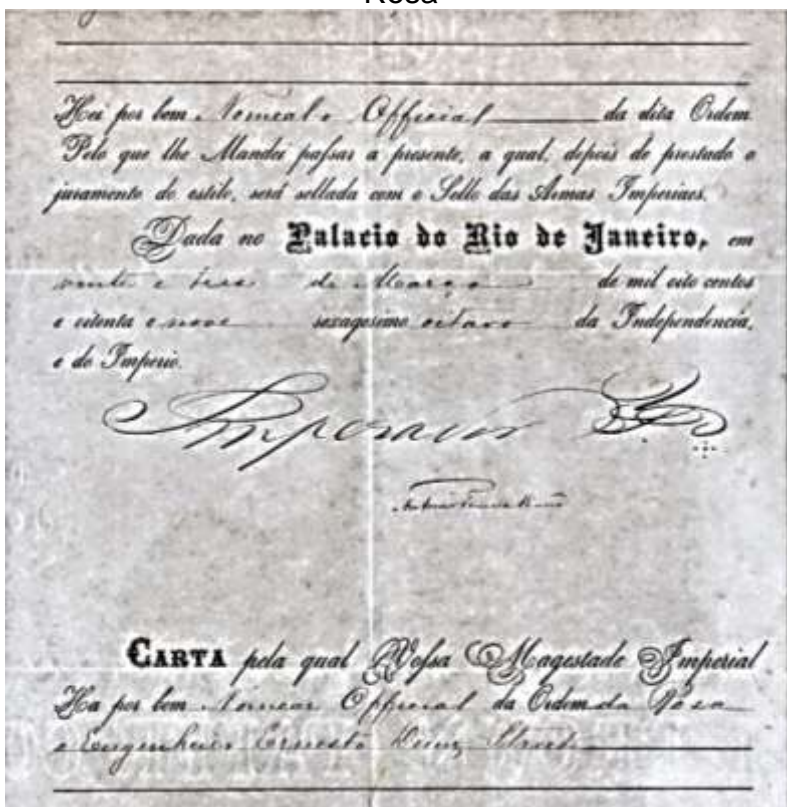 Rosa
Hei por bem Nomeal-o Official da dita Ordem.
Pelo que lhe Mandei passar a presente, a qual, depois de prestado o
juramento do estilo, será sellada com o Sello das Armas Imperiaes.
Dada no Palacio do Rio de Janeiro, em
vinte e tres de Março de mil oito centos
e oitenta e nove sexagesimo oitavo da Independencia,
e do Imperio.
Imperador
CARTA pela qual Vossa Magestade Imperial
Ha por bem Nomear Official da Ordem da Rosa
o Engenheiro Ernesto Diniz Street